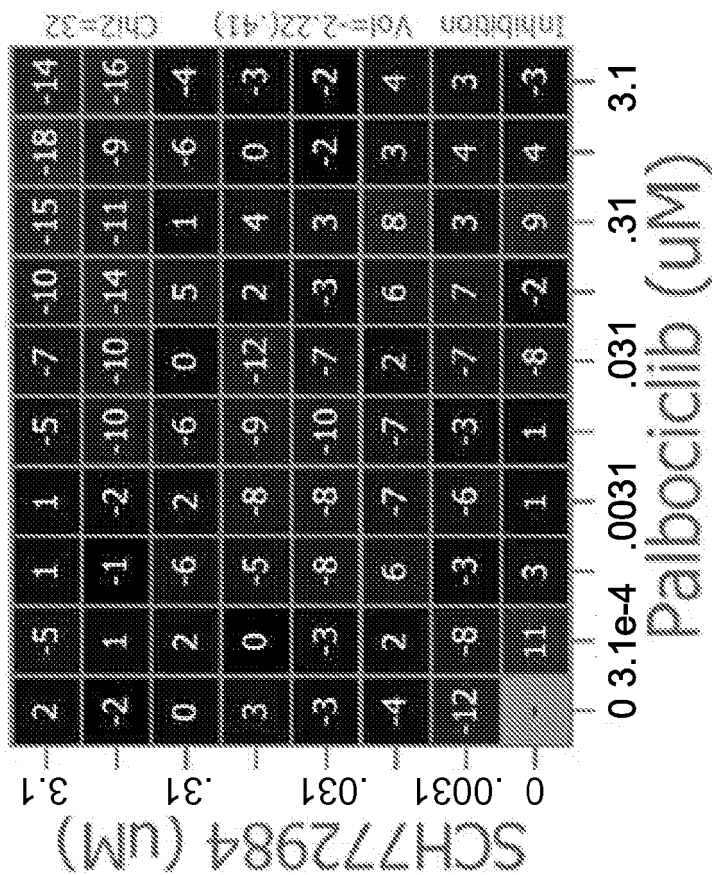 Inhibition Vol=-2.22(.41) Chi2=32
SCH772984 (uM)
3.1 2 -5 1 1 -5 -7 -10 -15 -18 -14
-2 1 -1 -2 -10 -10 -14 -11 -9 -16
.31 0 2 -6 2 -6 0 5 1 -6 -4
3 0 -5 -8 -9 -12 2 4 0 -3
.031 -3 -3 -8 -8 -10 -7 -3 3 -2 -2
-4 2 6 -7 -7 2 6 8 3 4
.0031 -12 -8 -3 -6 -3 -7 7 3 4 3
0 - 11 3 1 1 -8 -2 9 4 -3
0 3.1e-4 .0031 .031 .31 3.1
Palbociclib (uM)